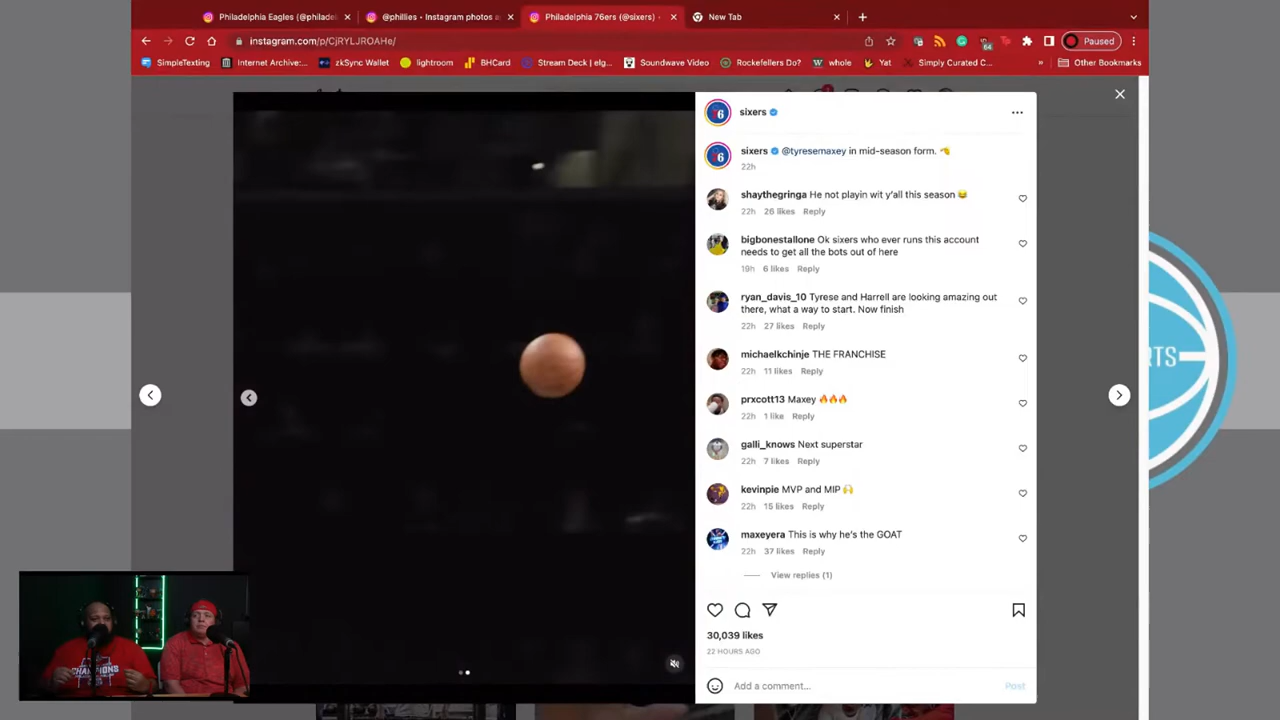 Philadelphia Eagles (@philadel
@phillies • Instagram photos a
Philadelphia 76ers (@sixers) •
New Tab
instagram.com/p/CjRYLJROAHe/
64
Paused
SimpleTexting
Internet Archive:...
zkSync Wallet
lightroom
BHCard
Stream Deck | elg...
Soundwave Video
Rockefellers Do?
whole
Yat
Simply Curated C...
Other Bookmarks
sixers
sixers @tyresemaxey in mid-season form.
22h
shaythegringa He not playin wit y'all this season 😂
22h 26 likes Reply
bigbonestallone Ok sixers who ever runs this account
needs to get all the bots out of here
19h 6 likes Reply
ryan_davis_10 Tyrese and Harrell are looking amazing out
there, what a way to start. Now finish
22h 27 likes Reply
michaelkchinje THE FRANCHISE
22h 11 likes Reply
prxcott13 Maxey 🔥🔥🔥
22h 1 like Reply
galli_knows Next superstar
22h 7 likes Reply
kevinpie MVP and MIP 🙌
22h 15 likes Reply
maxeyera This is why he's the GOAT
22h 37 likes Reply
View replies (1)
30,039 likes
22 HOURS AGO
Add a comment...
Post
CHAMPIONS
RTS